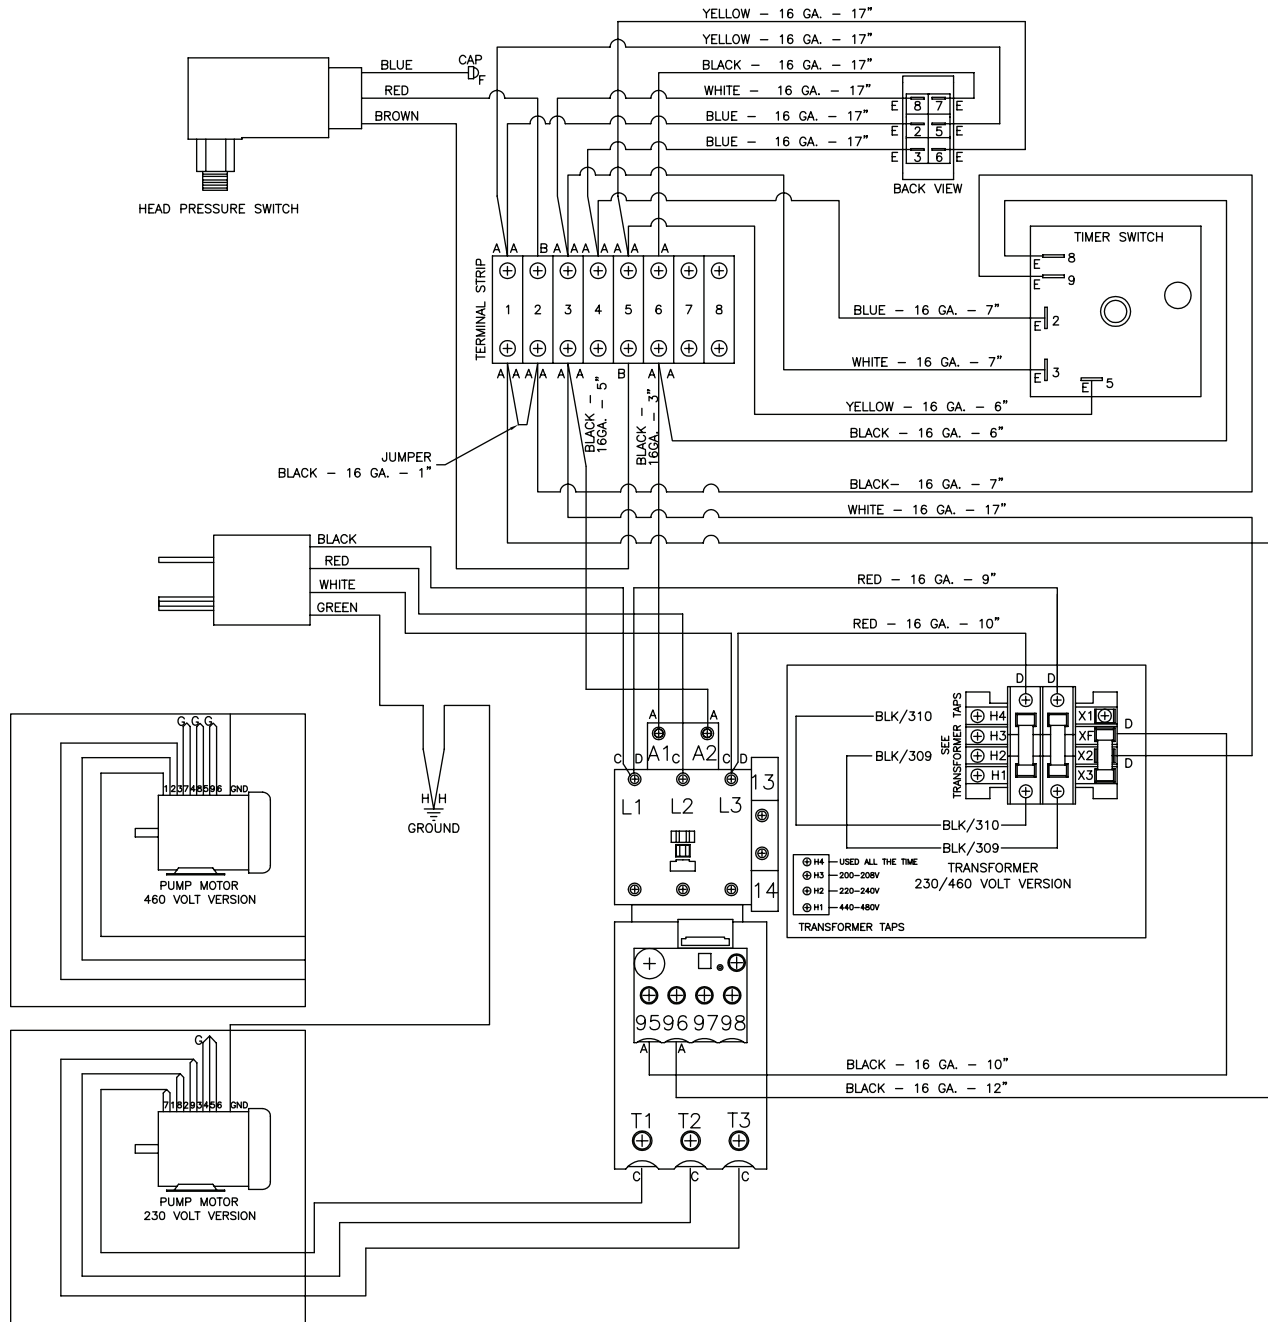 YELLOW – 16 GA. – 17"
YELLOW – 16 GA. – 17"
BLACK – 16 GA. – 17"
WHITE – 16 GA. – 17"
BLUE – 16 GA. – 17"
BLUE – 16 GA. – 17"
BLUE
CAP
F
RED
BROWN
HEAD PRESSURE SWITCH
E 8 7 E
E 2 5 E
E 3 6 E
BACK VIEW
TIMER SWITCH
E 8
E 9
E 2
E 3
E 5
A A B A A A A A A A
TERMINAL STRIP
1 2 3 4 5 6 7 8
A A A A A A B A A
BLUE – 16 GA. – 7"
WHITE – 16 GA. – 7"
YELLOW – 16 GA. – 6"
BLACK – 16 GA. – 6"
BLACK –
16GA. – 5"
BLACK –
16GA. – 3"
JUMPER
BLACK – 16 GA. – 1"
BLACK– 16 GA. – 7"
WHITE – 16 GA. – 17"
BLACK
RED
WHITE
GREEN
RED – 16 GA. – 9"
RED – 16 GA. – 10"
H H
GROUND
A A
A1 A2
C D C C D
L1 L2 L3
13
14
D D
SEE
TRANSFORMER TAPS
H4
H3
H2
H1
X1
XF
X2
X3
D
D
BLK/310
BLK/309
BLK/310
BLK/309
TRANSFORMER
230/460 VOLT VERSION
H4 USED ALL THE TIME
H3 200–208V
H2 220–240V
H1 440–480V
TRANSFORMER TAPS
G G G
1 2 3 7 4 8 5 9 6 GND
PUMP MOTOR
460 VOLT VERSION
95 96 97 98
A A
BLACK – 16 GA. – 10"
BLACK – 16 GA. – 12"
T1 T2 T3
C C C
G
7 1 8 2 9 3 4 5 6 GND
PUMP MOTOR
230 VOLT VERSION